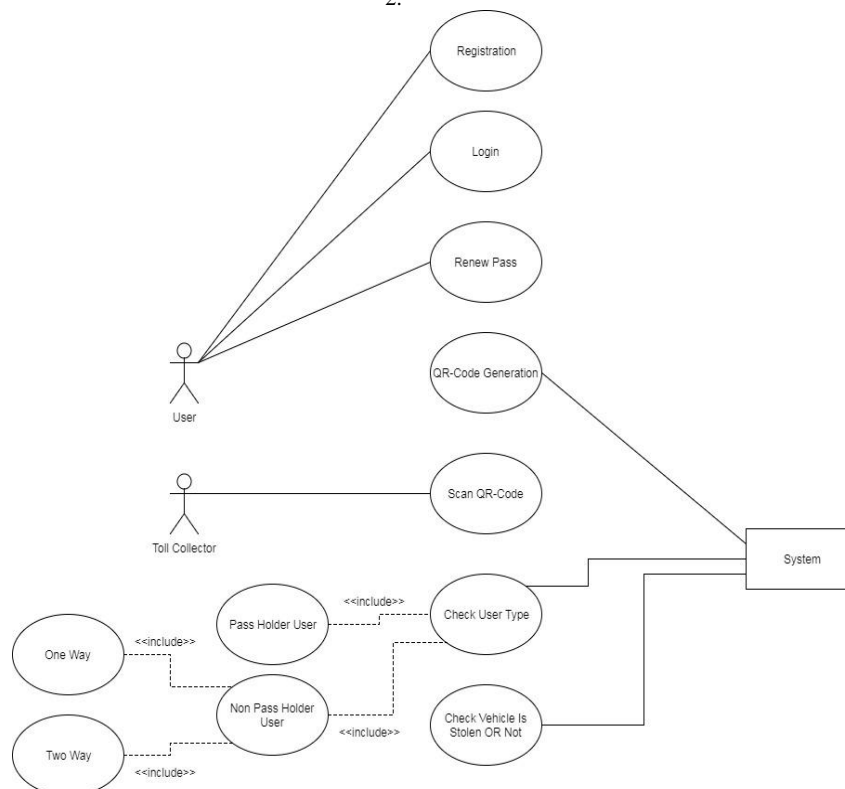 2.
Registration
Login
Renew Pass
User
QR-Code Generation
Toll Collector
Scan QR-Code
System
Check User Type
<<include>>
Pass Holder User
<<include>>
One Way
Non Pass Holder
User
<<include>>
Check Vehicle Is
Stolen OR Not
Two Way
<<include>>